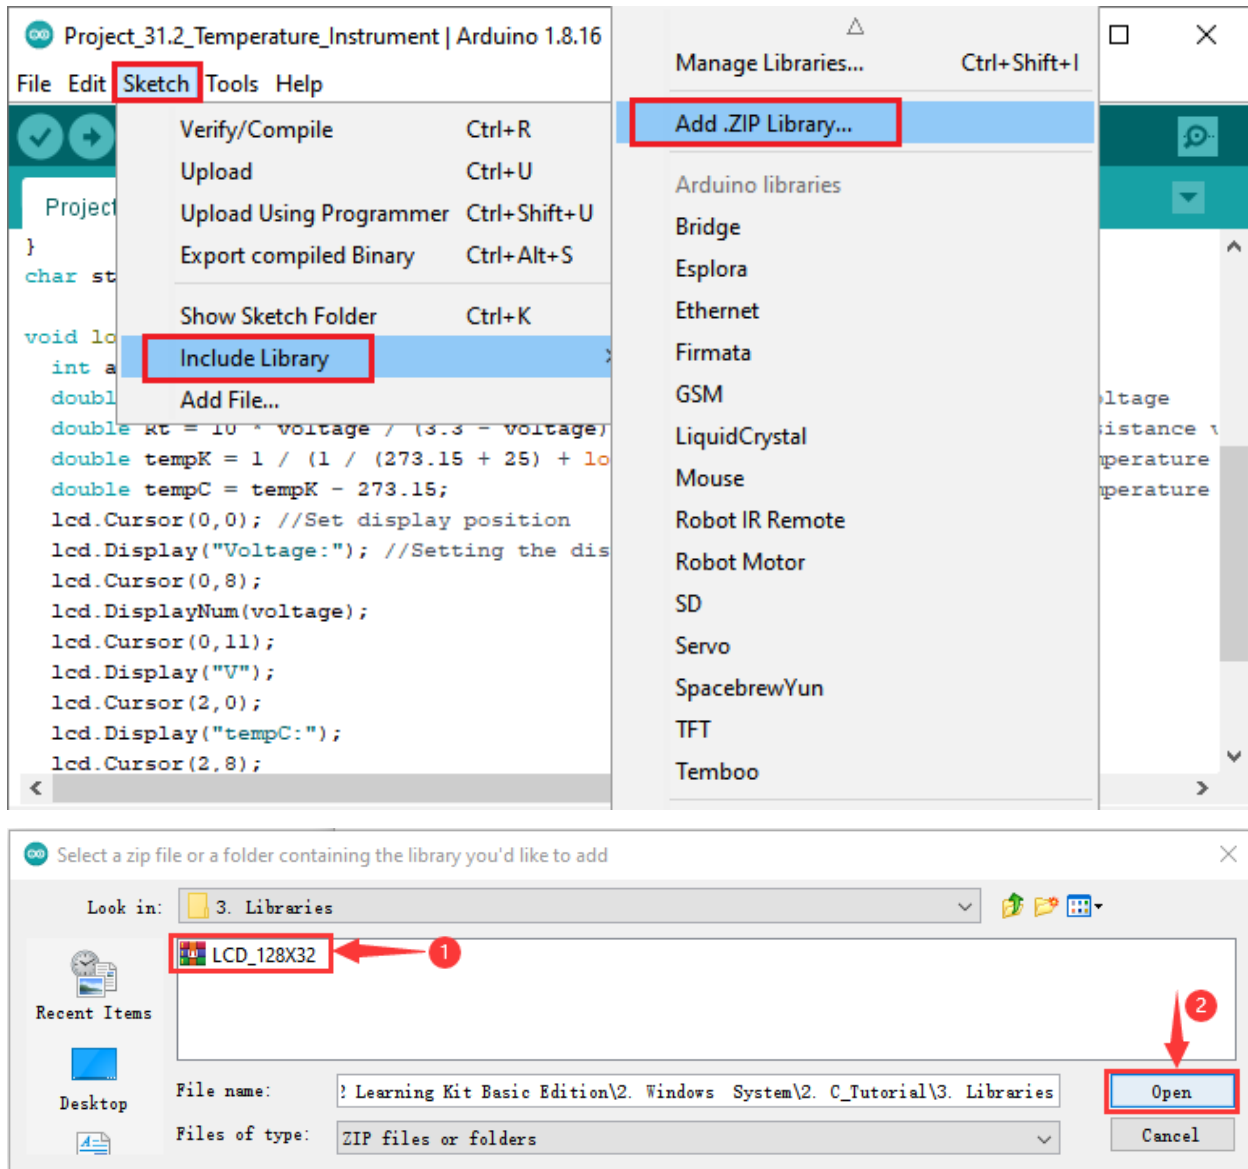 Project_31.2_Temperature_Instrument | Arduino 1.8.16
File Edit Sketch Tools Help
Verify/Compile Ctrl+R
Upload Ctrl+U
Upload Using Programmer Ctrl+Shift+U
Export compiled Binary Ctrl+Alt+S
Show Sketch Folder Ctrl+K
Include Library
Add File...
Manage Libraries... Ctrl+Shift+I
Add .ZIP Library...
Arduino libraries
Bridge
Esplora
Ethernet
Firmata
GSM
LiquidCrystal
Mouse
Robot IR Remote
Robot Motor
SD
Servo
SpacebrewYun
TFT
Temboo
Project
}
char st
void lo
int a
doubl ltage
double Rt = 10 * voltage / (3.3 - voltage) istance v
double tempK = 1 / (1 / (273.15 + 25) + lo mperature
double tempC = tempK - 273.15; mperature
lcd.Cursor(0,0); //Set display position
lcd.Display("Voltage:"); //Setting the dis
lcd.Cursor(0,8);
lcd.DisplayNum(voltage);
lcd.Cursor(0,11);
lcd.Display("V");
lcd.Cursor(2,0);
lcd.Display("tempC:");
lcd.Cursor(2,8);
Select a zip file or a folder containing the library you'd like to add
Look in: 3. Libraries
LCD_128X32 1
Recent Items
2
Desktop
File name: Learning Kit Basic Edition\2. Windows System\2. C_Tutorial\3. Libraries Open
Files of type: ZIP files or folders Cancel